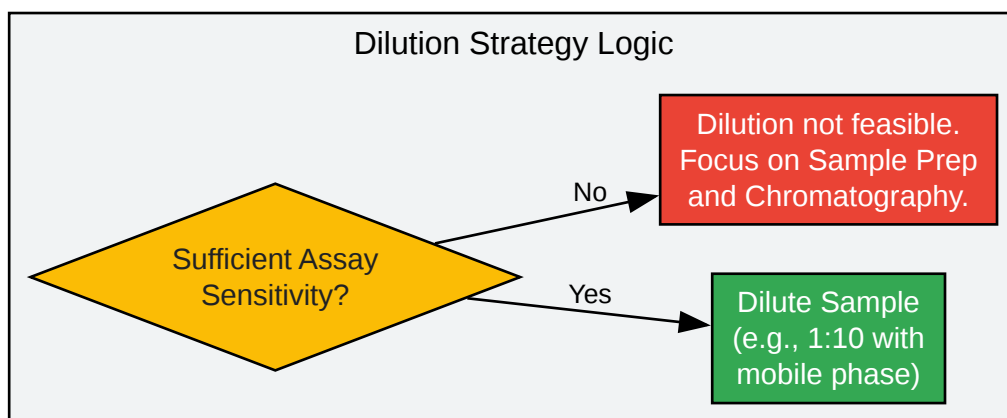 Dilution Strategy Logic
Dilution not feasible.
Focus on Sample Prep
and Chromatography.
No
Sufficient Assay
Sensitivity?
Yes
Dilute Sample
(e.g., 1:10 with
mobile phase)